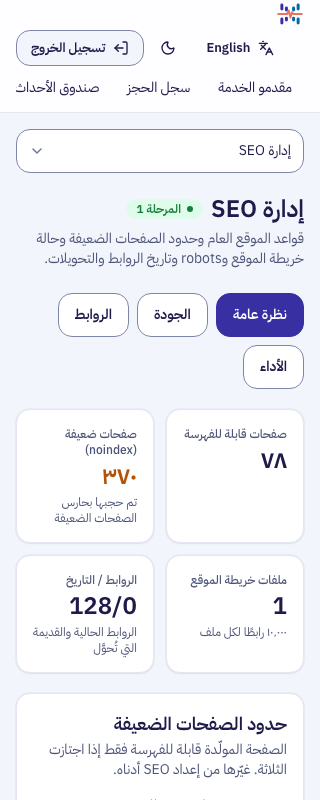 English
تسجيل الخروج
مقدمو الخدمة
سجل الحجز
صندوق الأحداث
إدارة SEO
إدارة SEO
المرحلة 1
قواعد الموقع العام وحدود الصفحات الضعيفة وحالة
خريطة الموقع وrobots وتاريخ الروابط والتحويلات.
نظرة عامة
الجودة
الروابط
الأداء
صفحات قابلة للفهرسة
٧٨
صفحات ضعيفة
(noindex)
٣٧٠
تم حجبها بحارس
الصفحات الضعيفة
ملفات خريطة الموقع
1
١٠٬٠٠٠ رابطًا لكل ملف
الروابط / التاريخ
128/0
الروابط الحالية والقديمة
التي تُحوَّل
حدود الصفحات الضعيفة
الصفحة المولّدة قابلة للفهرسة فقط إذا اجتازت
الثلاثة. غيّرها من إعداد SEO أدناه.